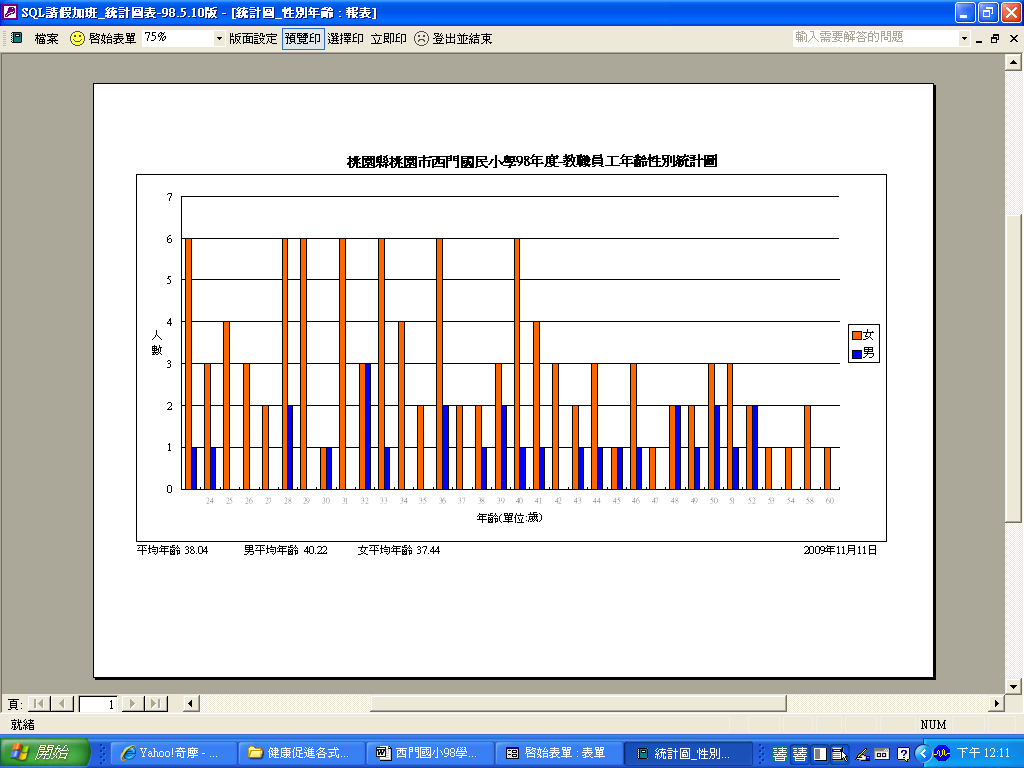 SQL請假加班_統計圖表-98.5.10版 - [統計圖_性別年齡 : 報表]
檔案 啓始表單 75% 版面設定 預覽印 選擇印 立即印 登出並結束 輸入需要解答的問題
桃園縣桃園市西門國民小學98年度-教職員工年齡性別統計圖
7
6
5
4
3
2
1
0
人數
女
男
24 25 26 27 28 29 30 31 32 33 34 35 36 37 38 39 40 41 42 43 44 45 46 47 48 49 50 51 52 53 54 58 60
年齡(單位:歲)
平均年齡 38.04 男平均年齡 40.22 女平均年齡 37.44 2009年11月11日
頁: 1
就緒 NUM
開始 Yahoo!奇摩 - ... 健康促進各式... 西門國小98學... 啓始表單 : 表單 統計圖_性別... 下午 12:11